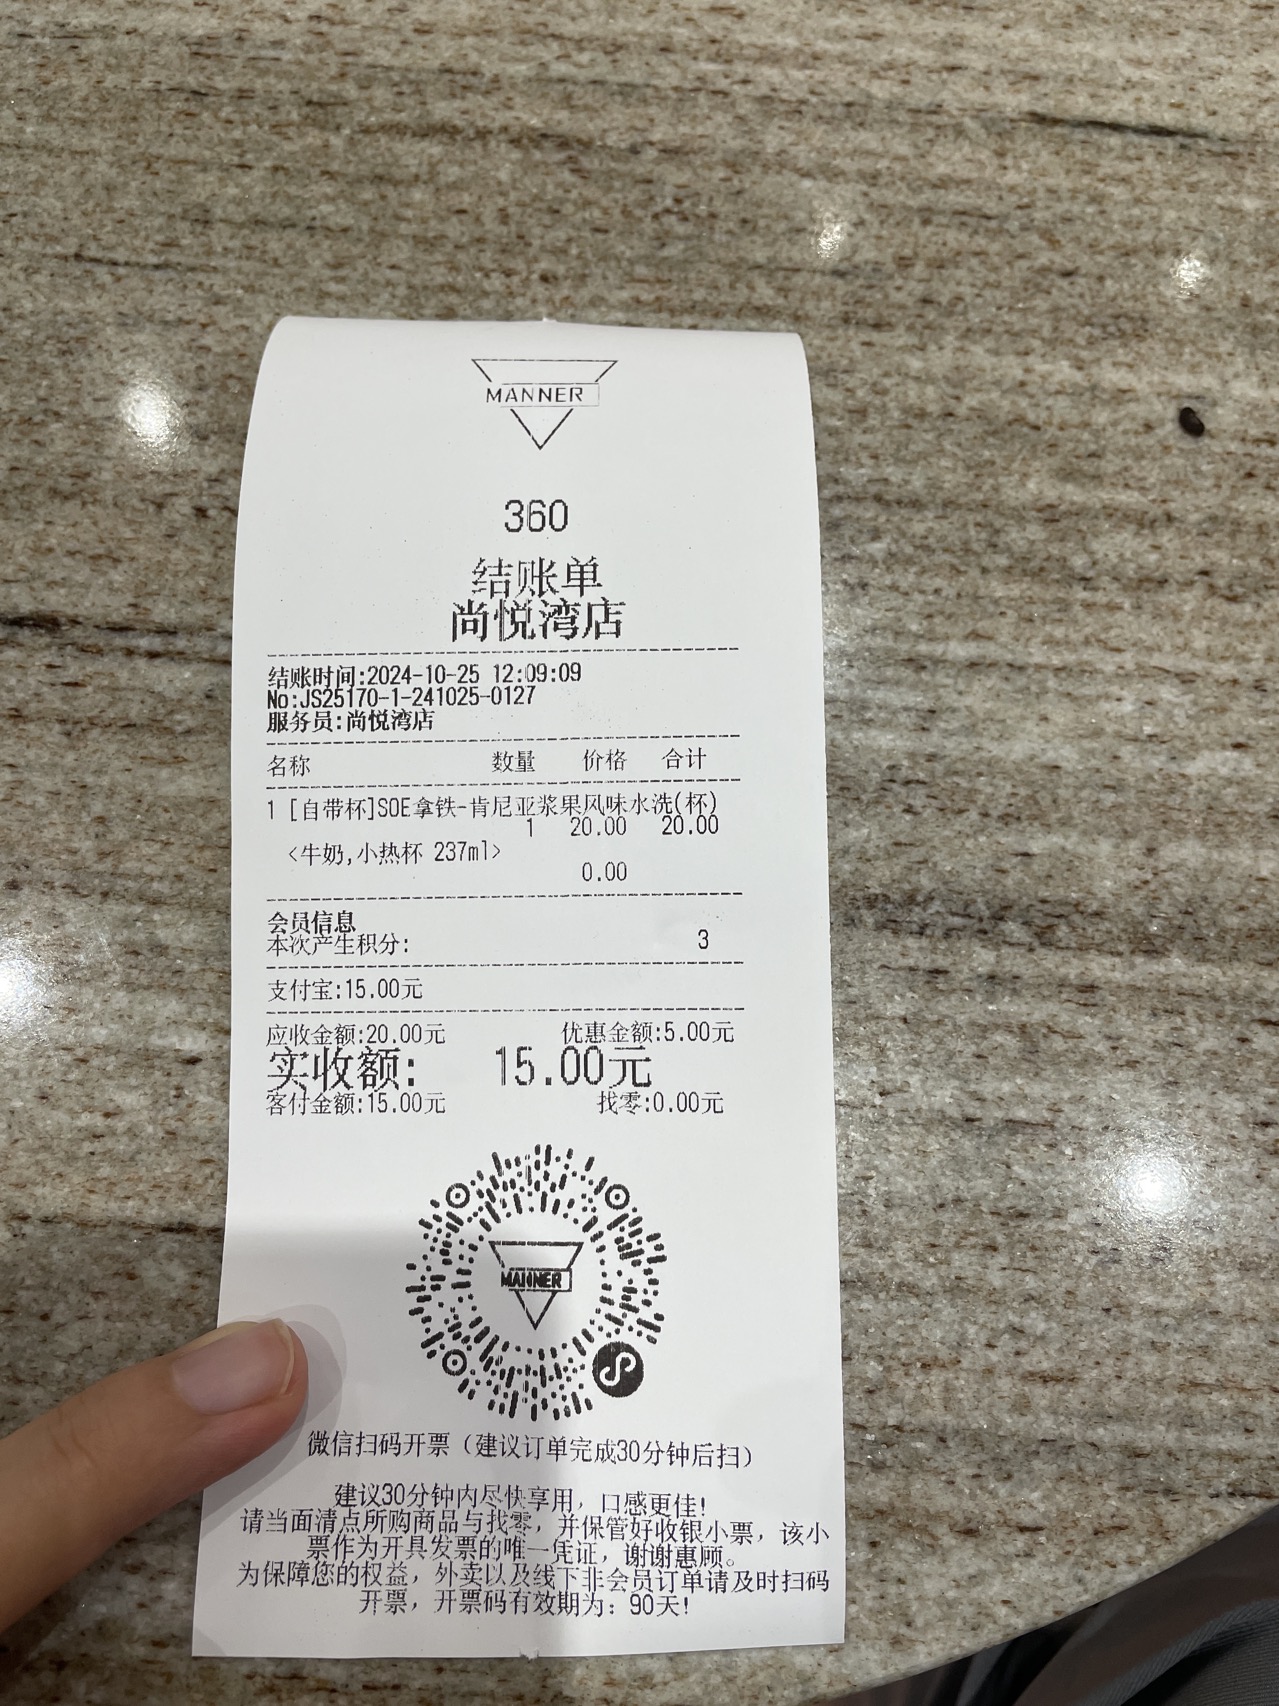 MANNER
360
结账单
尚悦湾店
结账时间:2024-10-25 12:09:09
No:JS25170-1-241025-0127
服务员:尚悦湾店
名称 数量 价格 合计
1 [自带杯]SOE拿铁-肯尼亚浆果风味水洗(杯)
1 20.00 20.00
<牛奶,小热杯 237ml>
0.00
会员信息
本次产生积分: 3
支付宝:15.00元
应收金额:20.00元 优惠金额:5.00元
实收额: 15.00元
客付金额:15.00元 找零:0.00元
MANNER
微信扫码开票（建议订单完成30分钟后扫）
建议30分钟内尽快享用，口感更佳!
请当面清点所购商品与找零，并保管好收银小票，该小
票作为开具发票的唯一凭证，谢谢惠顾。
为保障您的权益，外卖以及线下非会员订单请及时扫码
开票，开票码有效期为：90天!